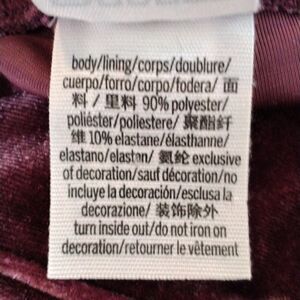 body/lining/corps/doublure/
cuerpo/forro/corpo/fodera/ 面
料 / 里料 90% polyester/
poliéster/poliestere/ 聚酯纤
维 10% elastane/élasthanne/
elastano/elastan/ 氨纶 exclusive
of decoration/sauf décoration/no
incluye la decoración/esclusa la
decorazione/ 装饰除外
turn inside out/do not iron on
decoration/retourner le vêtement